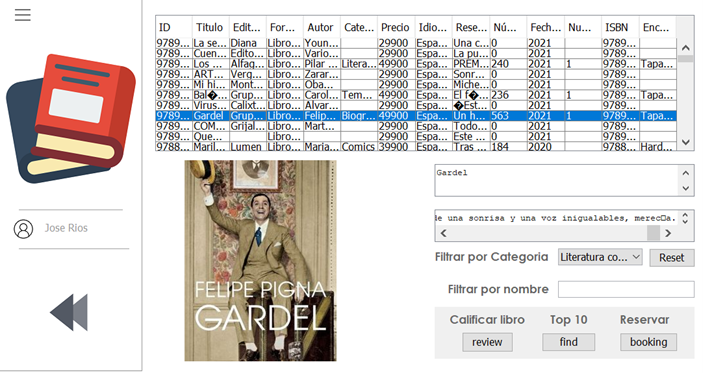 ID Título Edit... For... Autor Cate... Precio Idio... Rese... Nú... Fech... Nu... ISBN Enc...
9789... La se... Diana Libro... Youn... 29900 Espa... Una c... 0 2021 9789...
9789... Cuen... Edito... Libro... Vario... 29900 Espa... La pu... 0 2021 9789...
9789... Los ... Alfag... Libro... Pilar ... Litera... 49900 Espa... PREM... 240 2021 1 9789... Tapa...
9789... ART... Verg... Libro... Zarar... 29900 Espa... Sonr... 0 2021 9789...
9789... Mi hi... Mont... Libro... Oba... 29900 Espa... Miche... 0 2021 9789...
9789... Bal�... Grup... Libro... Carol... Tem... 49900 Espa... El f�... 236 2021 1 9789... Tapa...
9789... Virus... Calixt... Libro... Alvar... 29900 Espa... �Est... 0 2021 9789...
9789... Gardel Grup... Libro... Felip... Biogr... 49900 Espa... Un h... 563 2021 1 9789... Tapa...
9789... COM... Grijal... Libro... Mart... 29900 Espa... Todo... 0 2021 9789...
9789... Que... Libro... 29900 Espa... Este ... 0 2021 9789...
9788... Maril... Lumen Libro... Maria... Comics 39900 Espa... Tras ... 184 2020 9788... Hard...
Gardel
de una sonrisa y una voz inigualables, merec□a.
Jose Rios
FELIPE PIGNA
GARDEL
Filtrar por Categoria Literatura co... Reset
Filtrar por nombre
Calificar libro Top 10 Reservar
review find booking